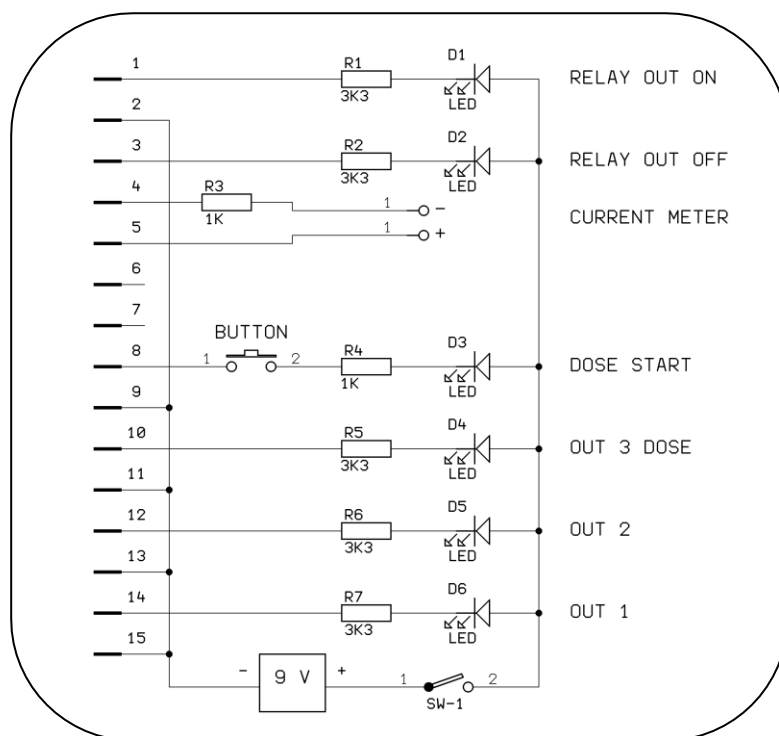 1 R1 D1 RELAY OUT ON
3K3 LED
2
3 R2 D2 RELAY OUT OFF
3K3 LED
4 R3 1 -
1K CURRENT METER
5 1 +
6
7
BUTTON
8 1 2 R4 D3 DOSE START
1K LED
9
10 R5 D4 OUT 3 DOSE
3K3 LED
11
12 R6 D5 OUT 2
3K3 LED
13
14 R7 D6 OUT 1
3K3 LED
15
- 9 V + 1 2
SW-1